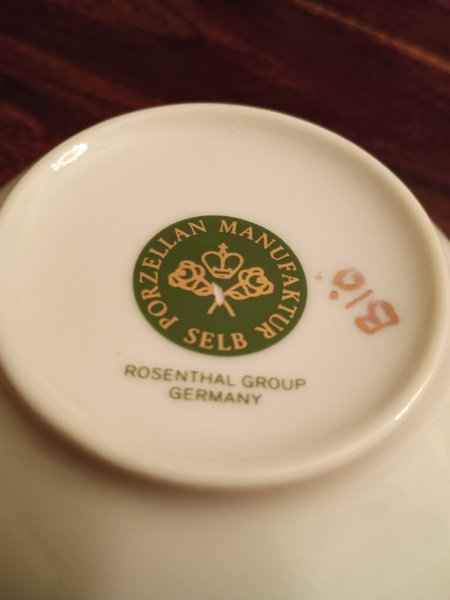 PORZELLAN MANUFAKTUR
SELB
ROSENTHAL GROUP
GERMANY